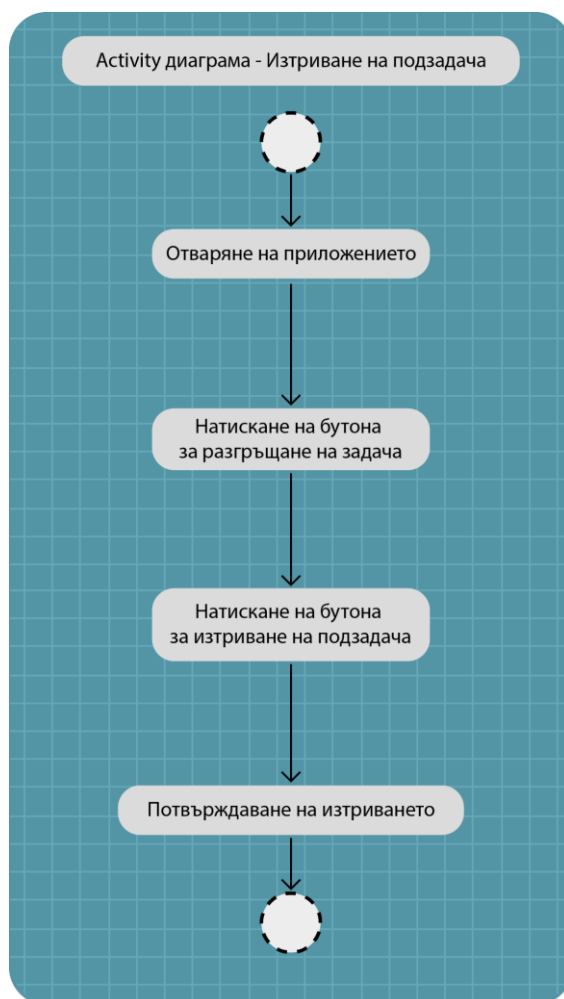 Activity диаграма - Изтриване на подзадача
Отваряне на приложението
Натискане на бутона
за разгръщане на задача
Натискане на бутона
за изтриване на подзадача
Потвърждаване на изтриването